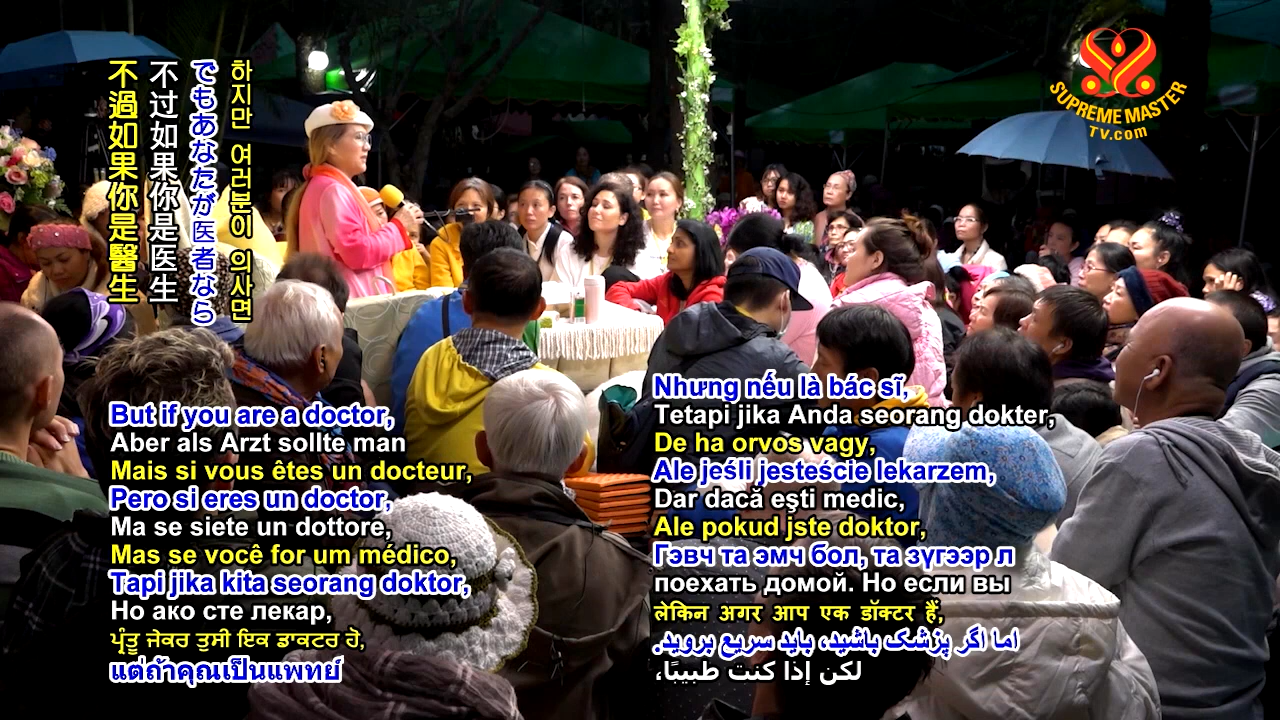 하지만 여러분이 의사면
でもあなたが医者なら
不过如果你是医生
不過如果你是醫生
SUPREME MASTER
TV.com
But if you are a doctor,
Aber als Arzt sollte man
Mais si vous êtes un docteur,
Pero si eres un doctor,
Ma se siete un dottore,
Mas se você for um médico,
Tapi jika kita seorang doktor,
Но ако сте лекар,
ਪ੍ਰੰਤੂ ਜੇਕਰ ਤੁਸੀ ਇਕ ਡਾਕਟਰ ਹੋ,
แต่ถ้าคุณเป็นแพทย์
Nhưng nếu là bác sĩ,
Tetapi jika Anda seorang dokter,
De ha orvos vagy,
Ale jeśli jesteście lekarzem,
Dar dacă eşti medic,
Ale pokud jste doktor,
Гэвч та эмч бол, та зүгээр л
поехать домой. Но если вы
लेकिन अगर आप एक डॉक्टर हैं,
اما اگر پزشک باشید، باید سریع بروید.
لكن إذا كنت طبيبًا،